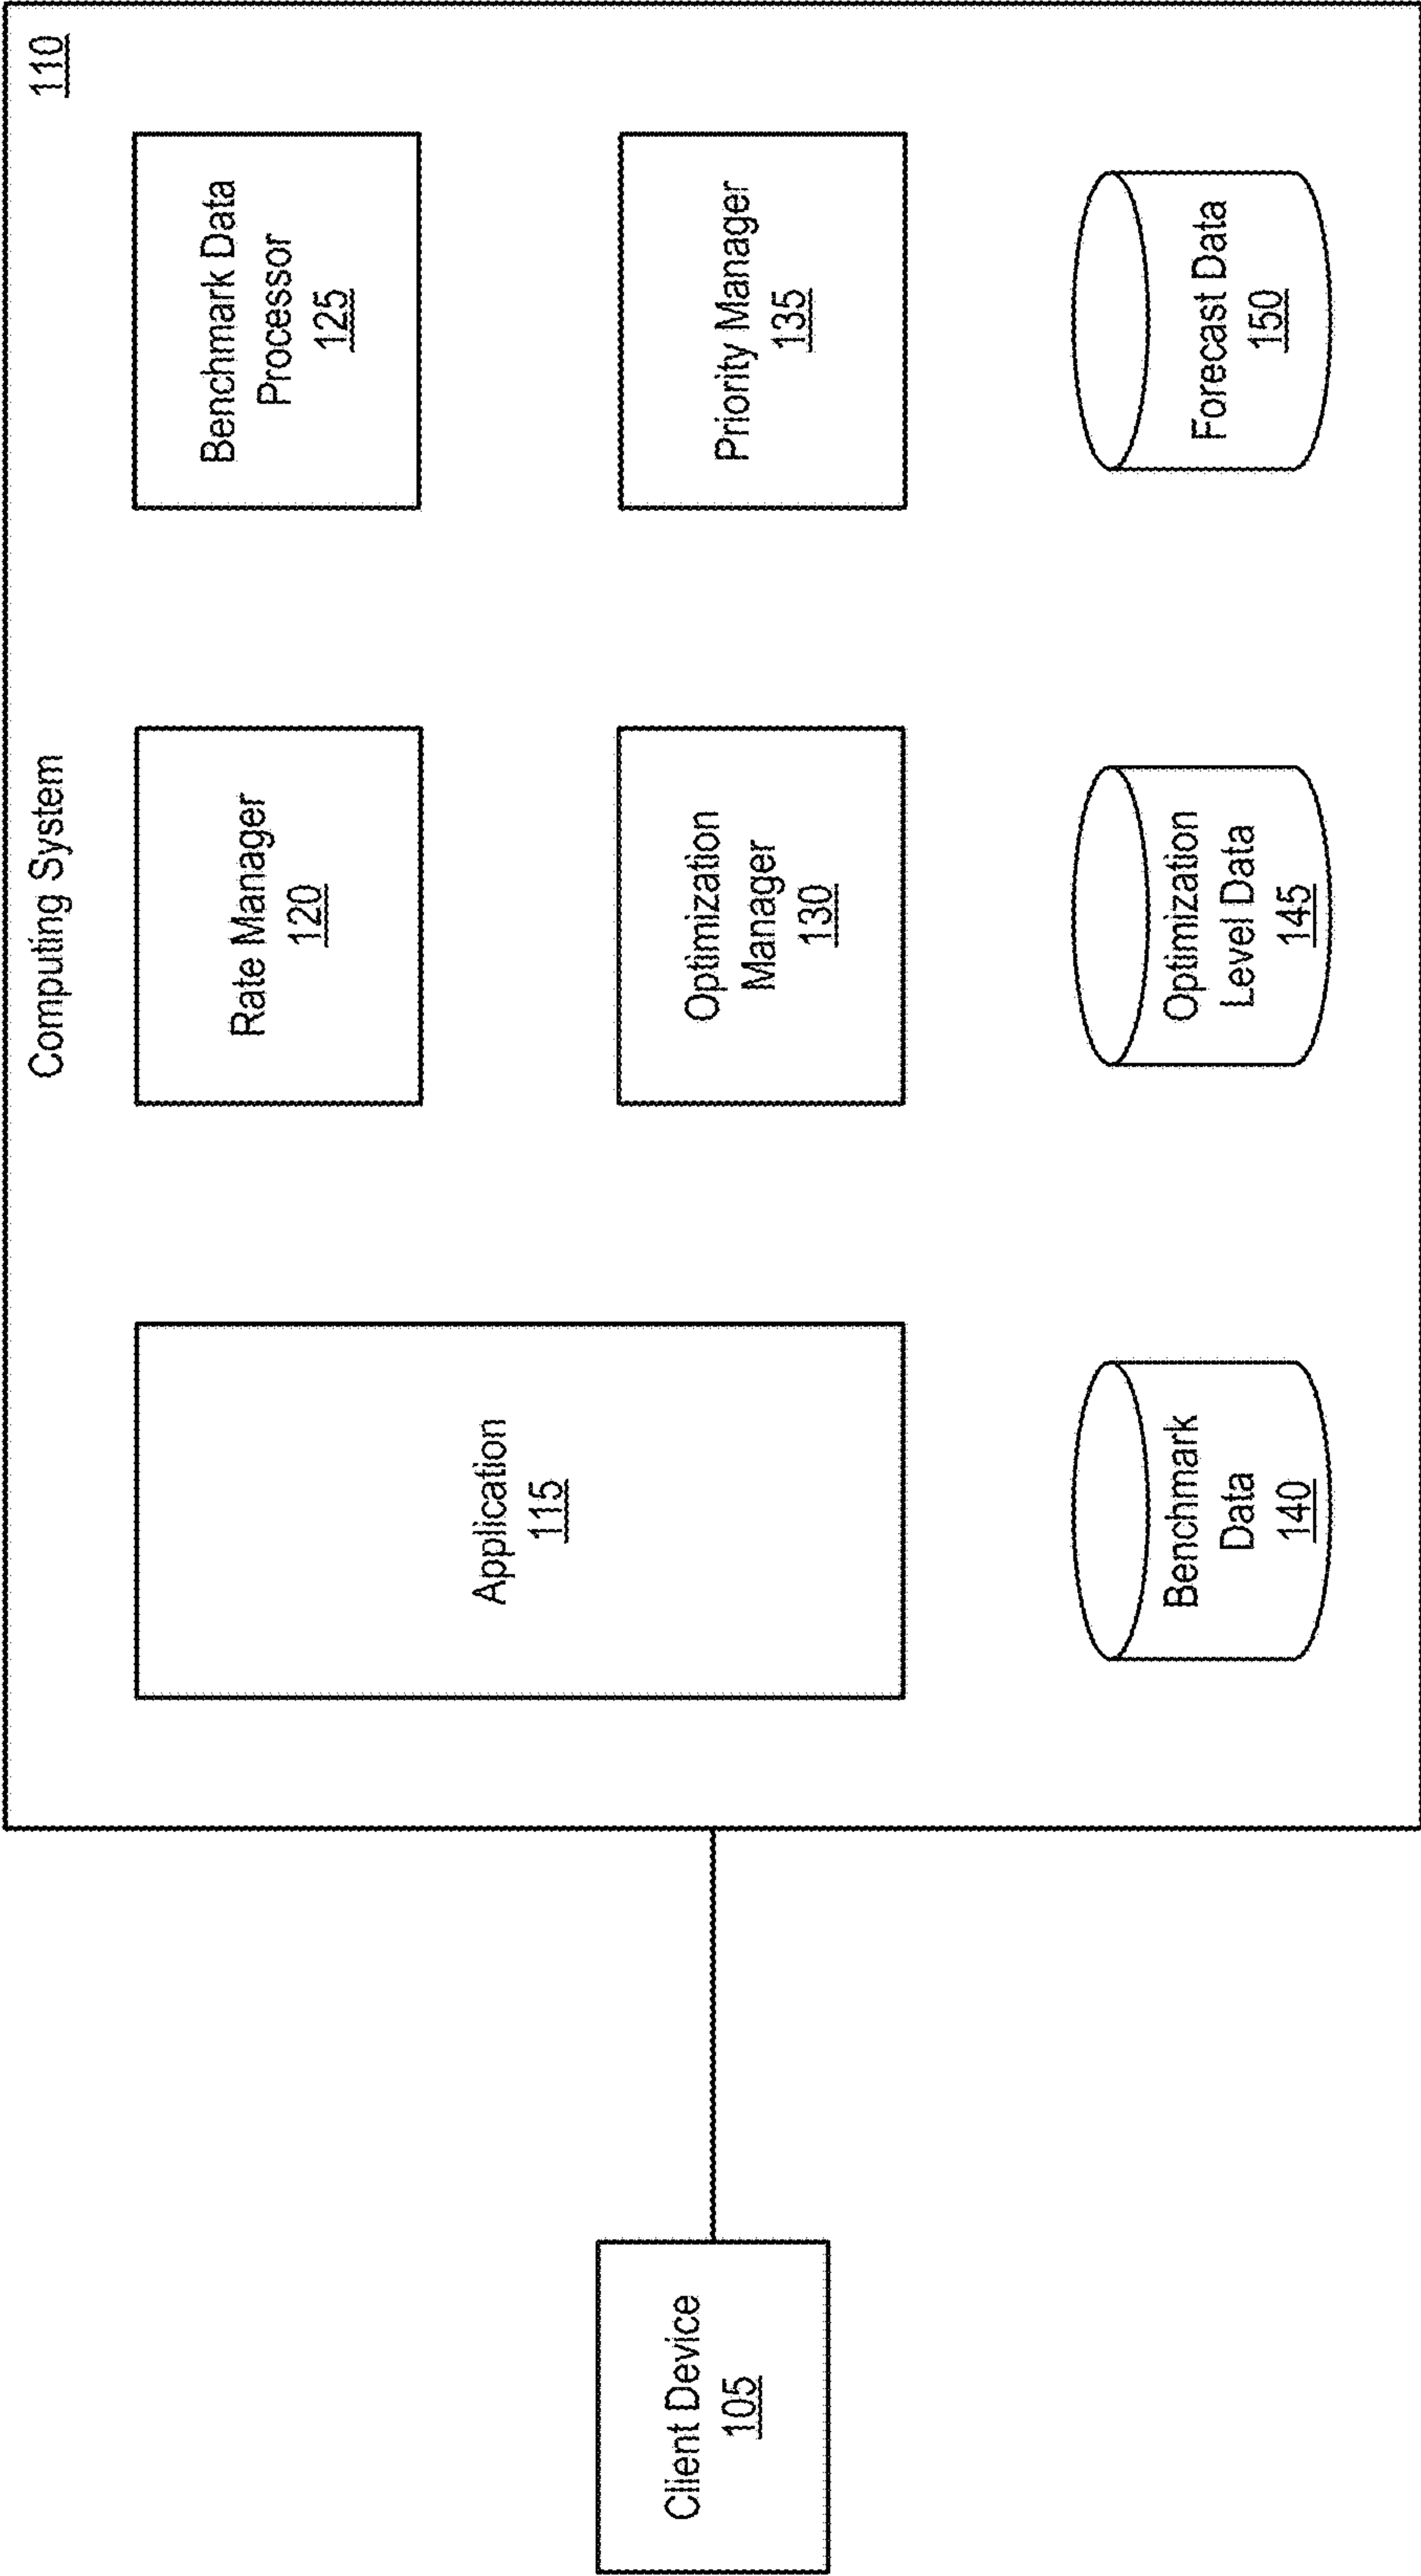 Computing System
110
Client Device
105
Application
115
Rate Manager
120
Benchmark Data
Processor
125
Optimization
Manager
130
Priority Manager
135
Benchmark
Data
140
Optimization
Level Data
145
Forecast Data
150